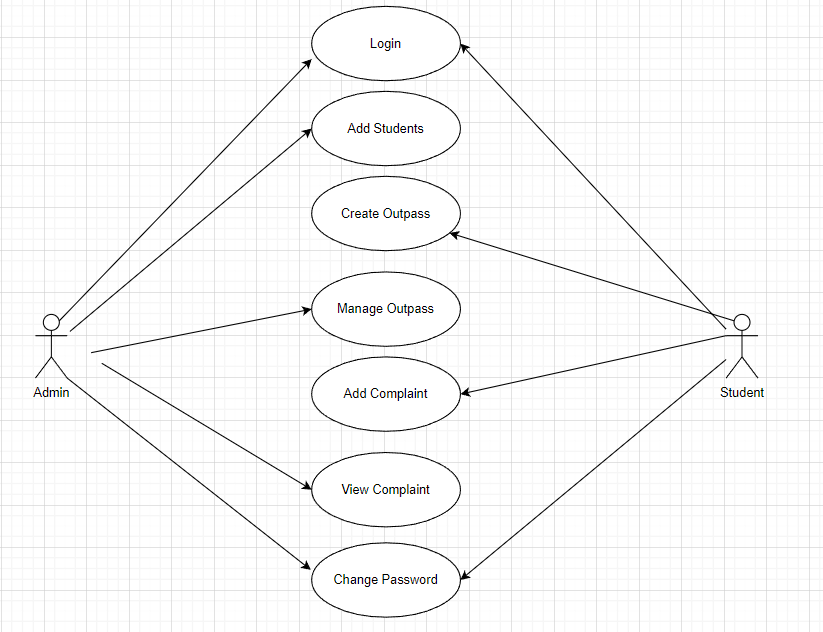 Login
Add Students
Create Outpass
Manage Outpass
Admin
Add Complaint
Student
View Complaint
Change Password